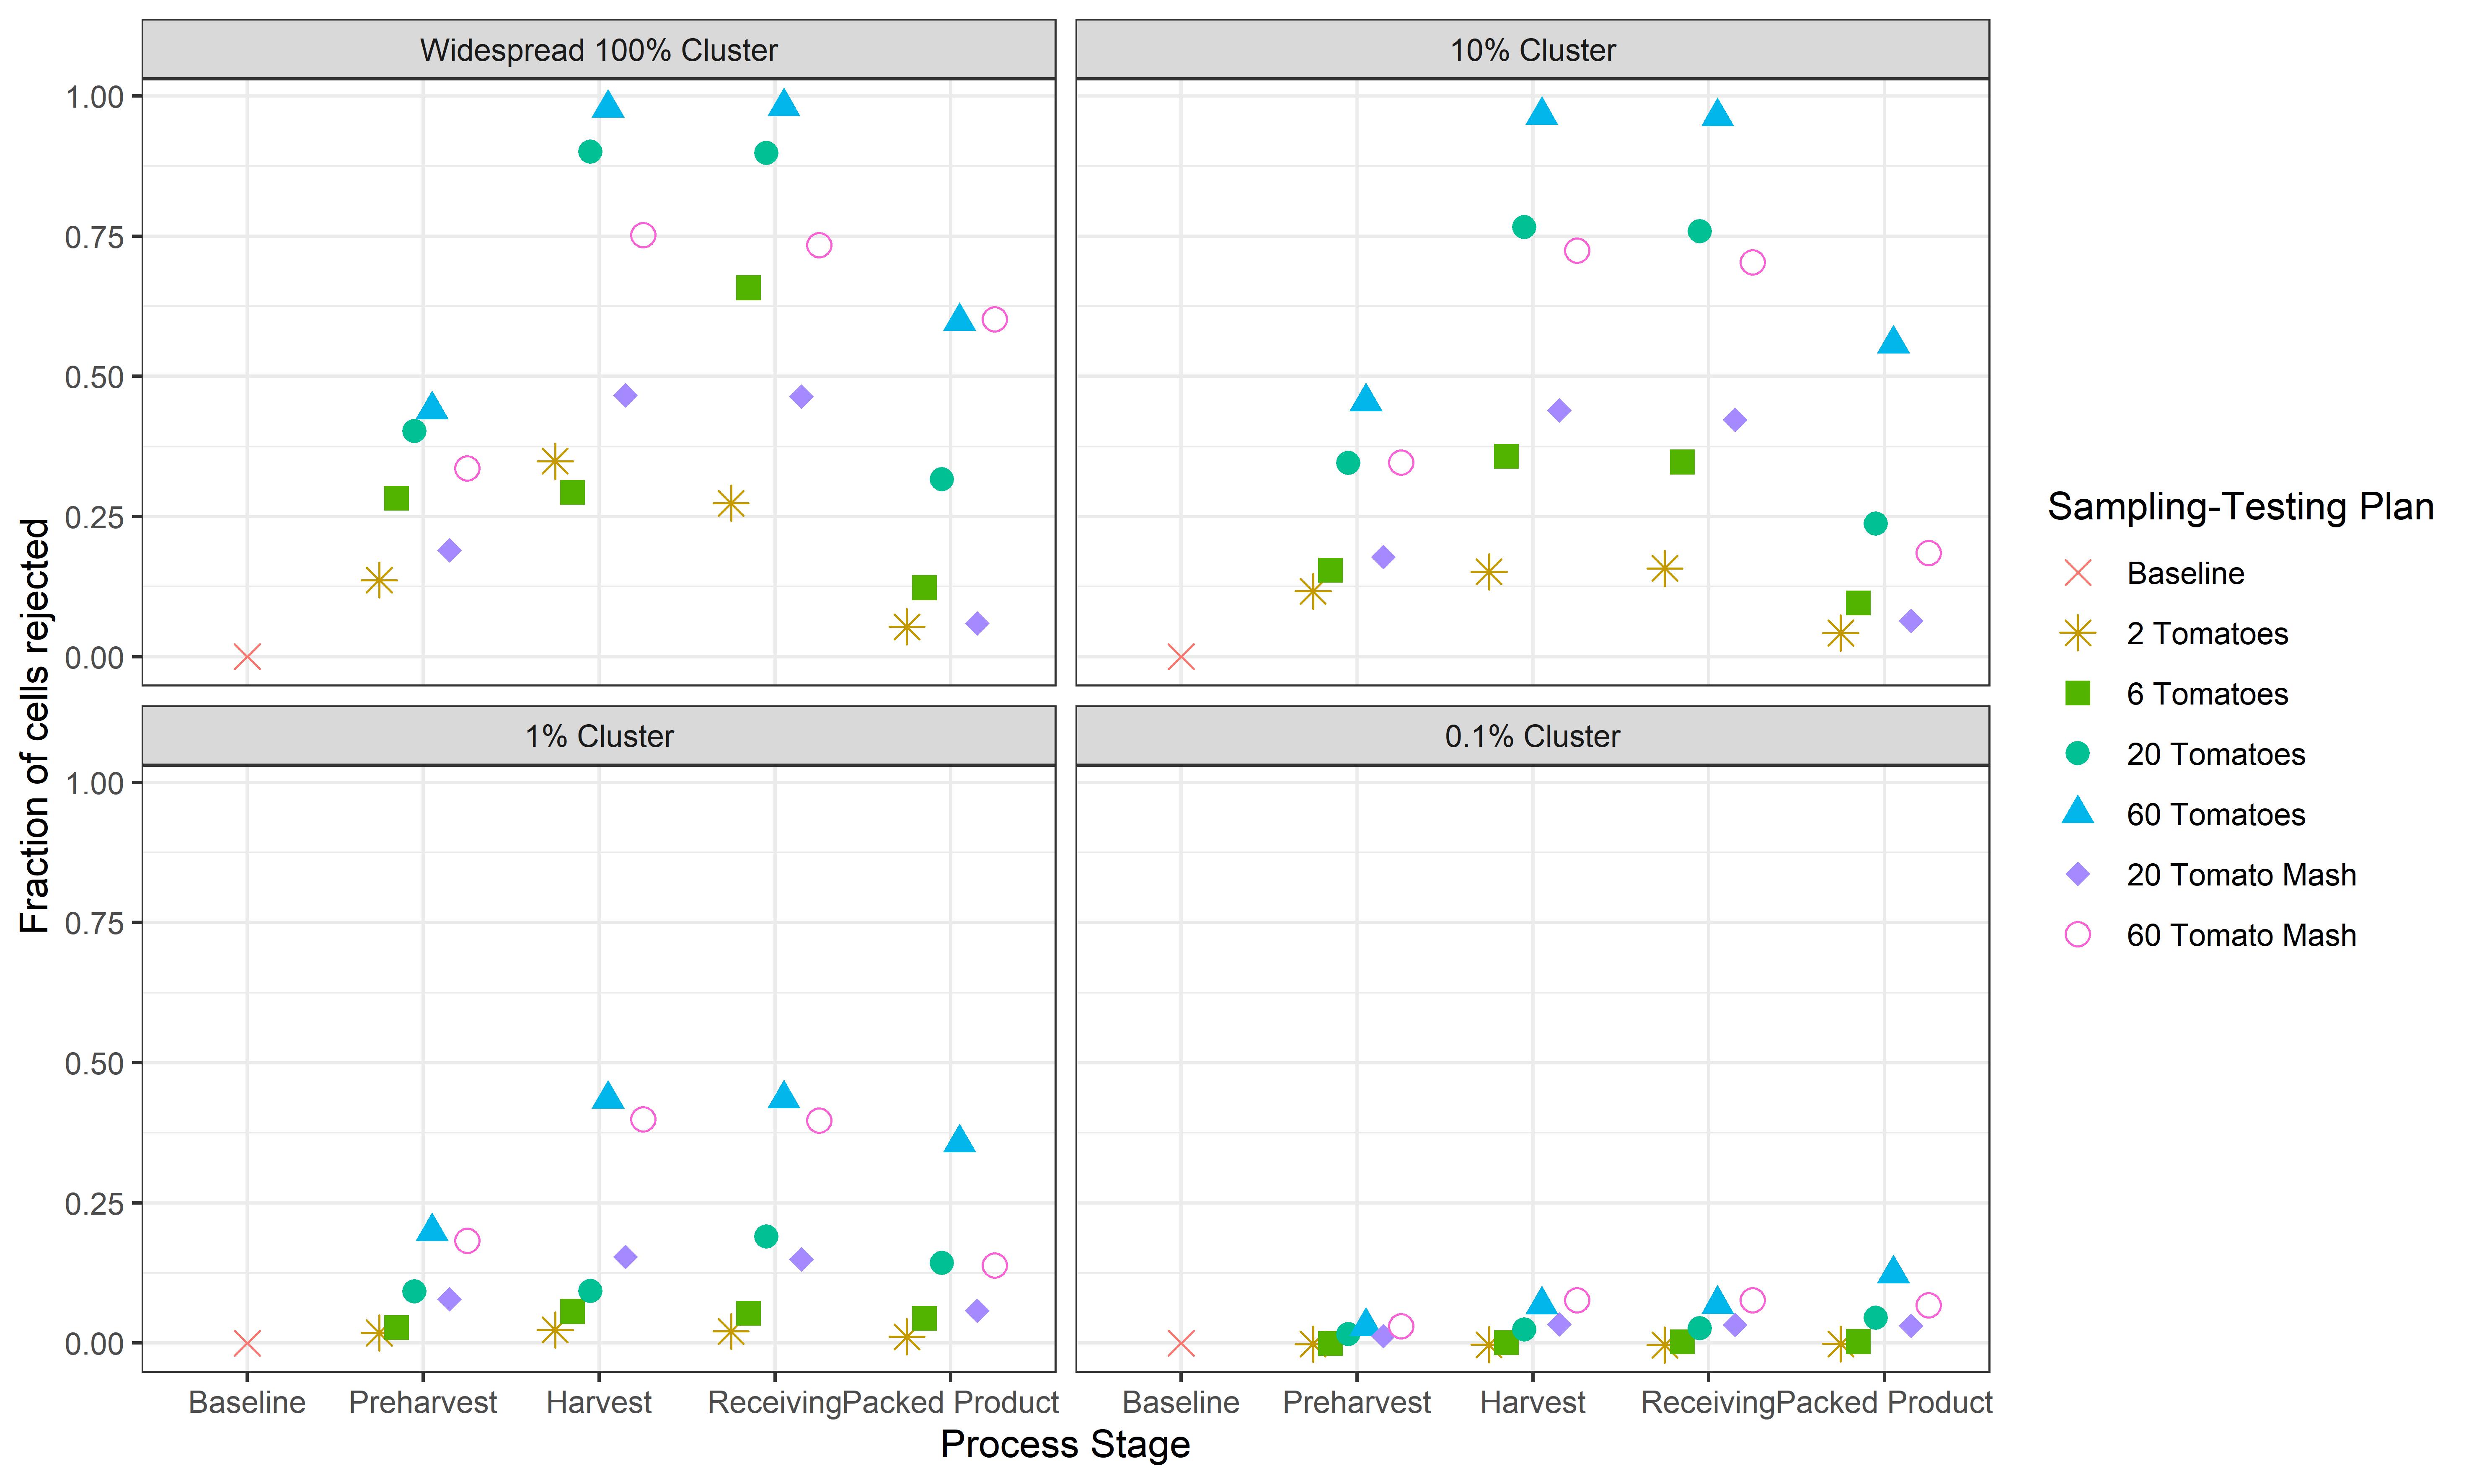 Widespread 100% Cluster
10% Cluster
1.00
0.75
0.50
0.25
0.00
1% Cluster
0.1% Cluster
1.00
0.75
0.50
0.25
0.00
Fraction of cells rejected
Baseline
Preharvest
Harvest
Receiving
Packed Product
Baseline
Preharvest
Harvest
Receiving
Packed Product
Process Stage
Sampling-Testing Plan
Baseline
2 Tomatoes
6 Tomatoes
20 Tomatoes
60 Tomatoes
20 Tomato Mash
60 Tomato Mash